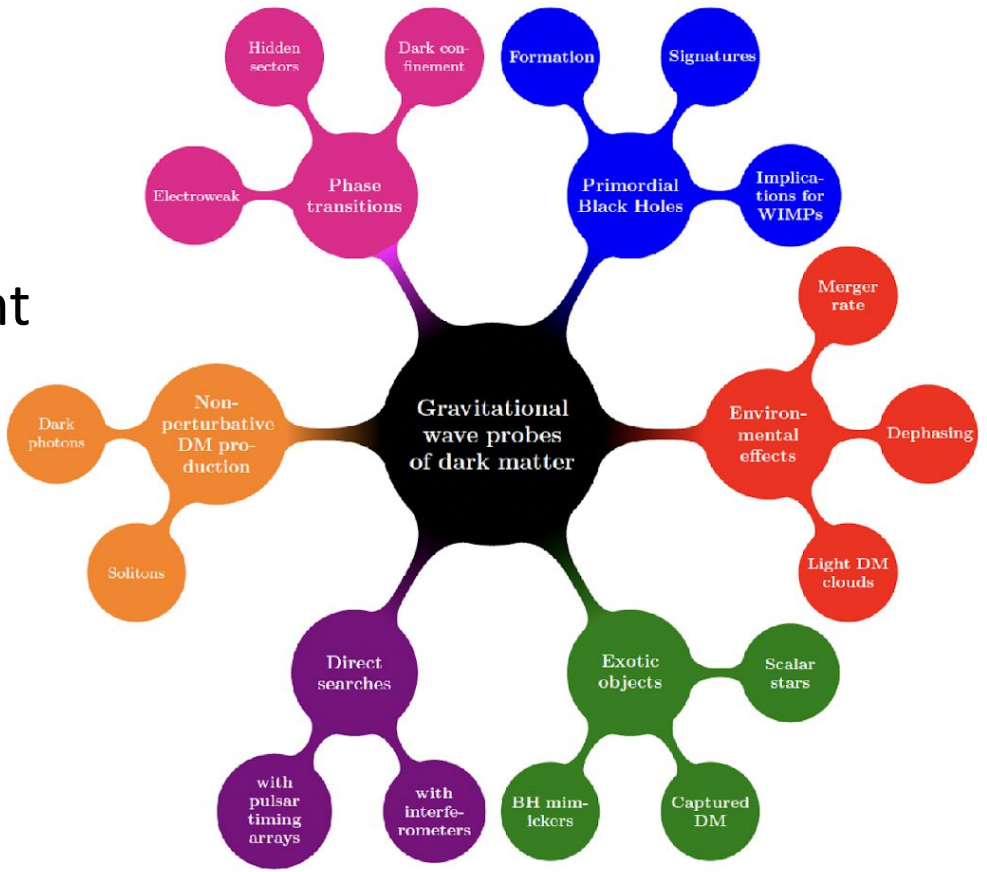 Hidden
sectors
Dark con-
finement
Electroweak
Phase
transitions
Formation
Signatures
Primordial
Black Holes
Implica-
tions for
WIMPs
nt
Merger
rate
Environ-
mental
effects
Dephasing
Light DM
clouds
Gravitational
wave probes
of dark matter
Non-
perturbative
DM pro-
duction
Dark
photons
Solitons
Direct
searches
with
pulsar
timing
arrays
with
interfe-
rometers
Exotic
objects
Scalar
stars
BH mim-
ickers
Captured
DM